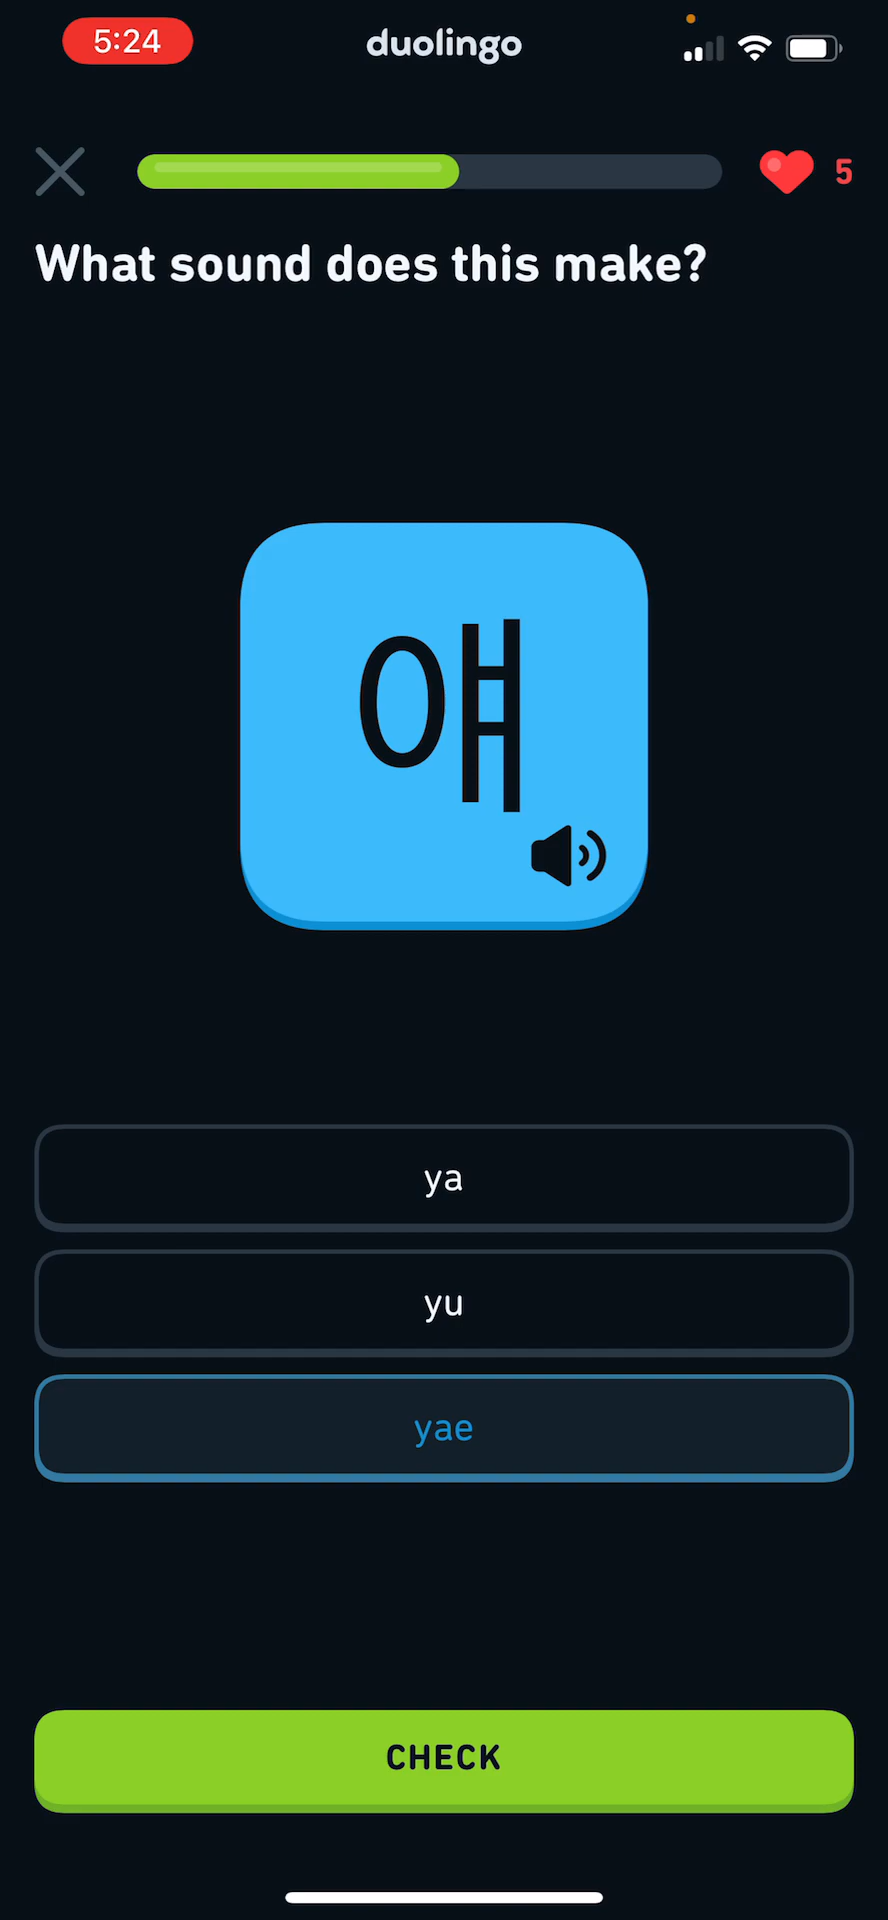 5:24 duolingo
5
What sound does this make?
얘
ya
yu
yae
CHECK